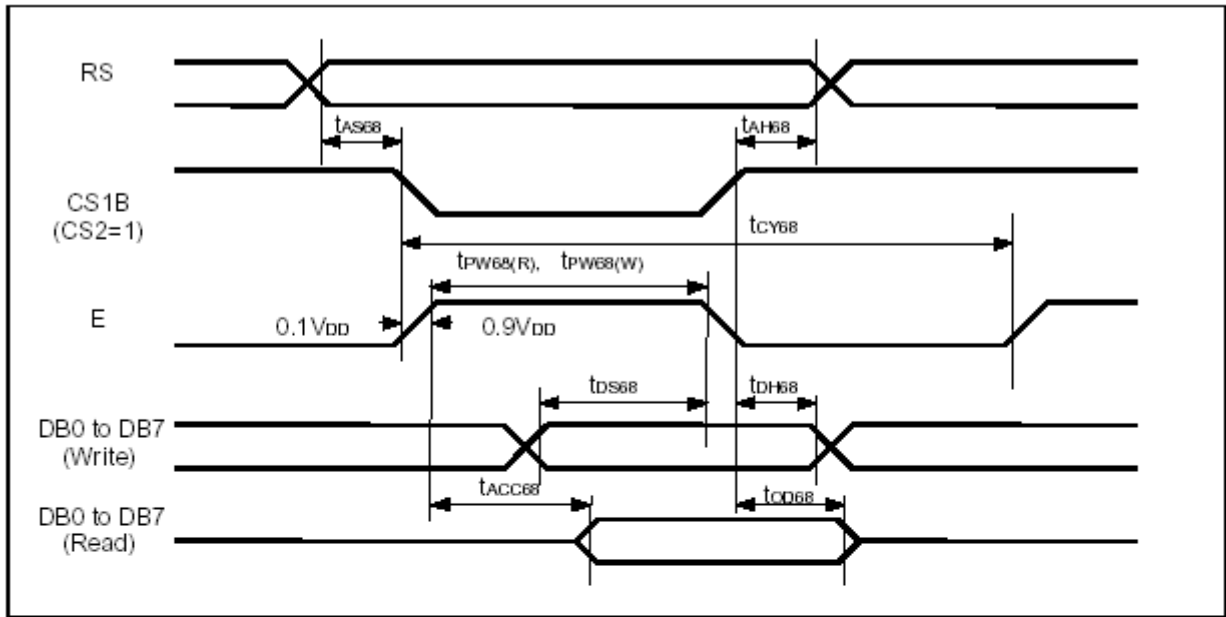 RS
tAS68
tAH68
CS1B
(CS2=1)
tCY68
tPW68(R), tPW68(W)
E
0.1VDD
0.9VDD
tDS68
tDH68
DB0 to DB7
(Write)
tACC68
tOD68
DB0 to DB7
(Read)